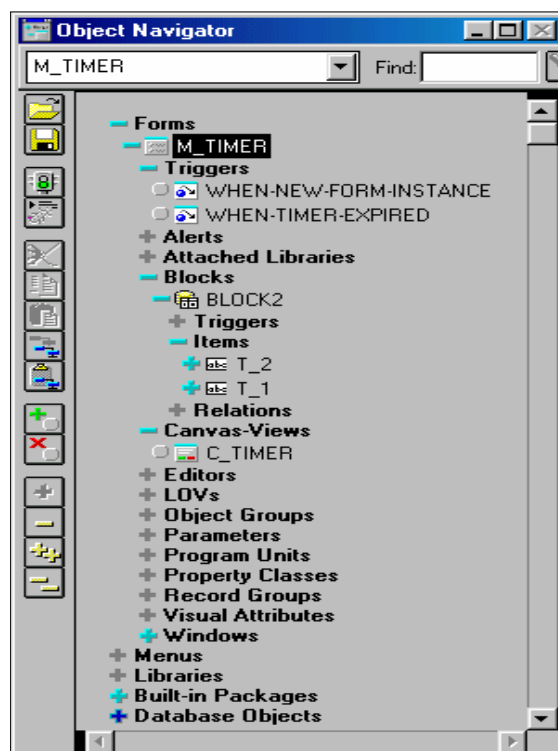 Object Navigator
M_TIMER Find:
Forms
M_TIMER
Triggers
WHEN-NEW-FORM-INSTANCE
WHEN-TIMER-EXPIRED
Alerts
Attached Libraries
Blocks
BLOCK2
Triggers
Items
abc T_2
abc T_1
Relations
Canvas-Views
C_TIMER
Editors
LOVs
Object Groups
Parameters
Program Units
Property Classes
Record Groups
Visual Attributes
Windows
Menus
Libraries
Built-in Packages
Database Objects